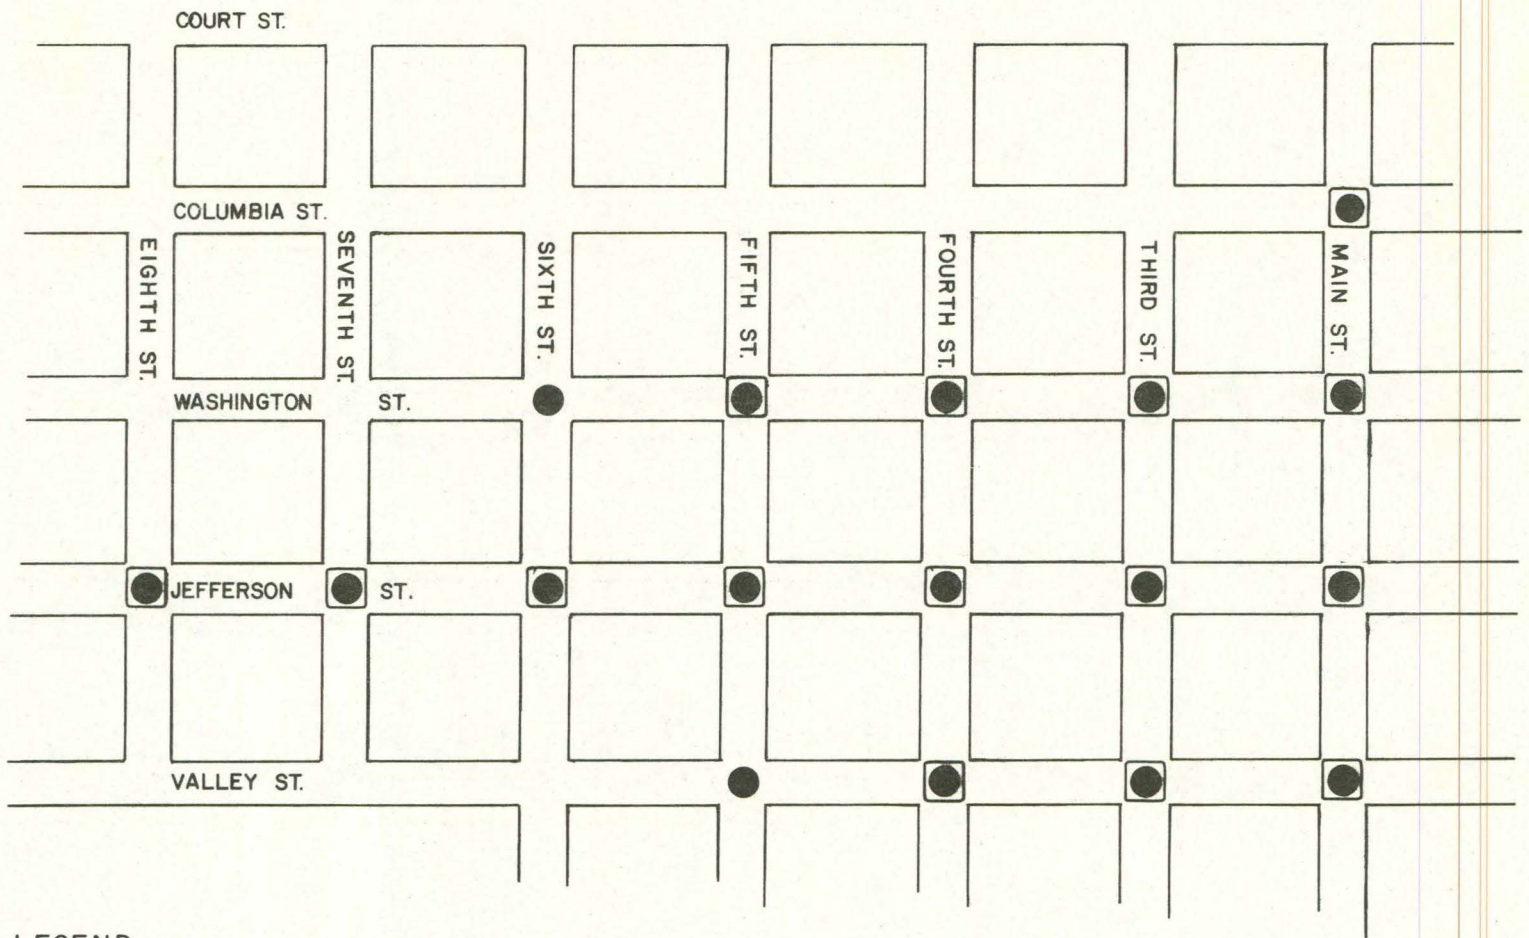 COURT ST.
COLUMBIA ST.
EIGHTH ST.
SEVENTH ST.
SIXTH ST.
FIFTH ST.
FOURTH ST.
THIRD ST.
MAIN ST.
WASHINGTON ST.
JEFFERSON ST.
VALLEY ST.
LEGEND